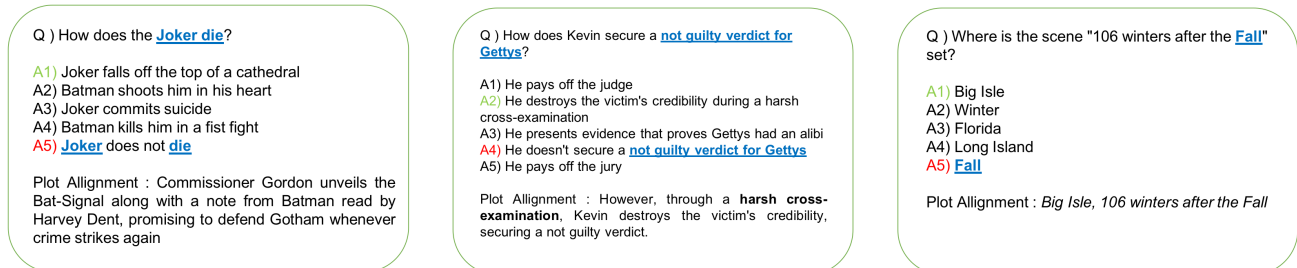 Q ) How does the Joker die?
A1) Joker falls off the top of a cathedral
A2) Batman shoots him in his heart
A3) Joker commits suicide
A4) Batman kills him in a fist fight
A5) Joker does not die
Plot Allignment : Commissioner Gordon unveils the
Bat-Signal along with a note from Batman read by
Harvey Dent, promising to defend Gotham whenever
crime strikes again
Q ) How does Kevin secure a not guilty verdict for
Gettys?
A1) He pays off the judge
A2) He destroys the victim's credibility during a harsh
cross-examination
A3) He presents evidence that proves Gettys had an alibi
A4) He doesn't secure a not guilty verdict for Gettys
A5) He pays off the jury
Plot Allignment : However, through a harsh cross-
examination, Kevin destroys the victim's credibility,
securing a not guilty verdict.
Q ) Where is the scene "106 winters after the Fall"
set?
A1) Big Isle
A2) Winter
A3) Florida
A4) Long Island
A5) Fall
Plot Allignment : Big Isle, 106 winters after the Fall